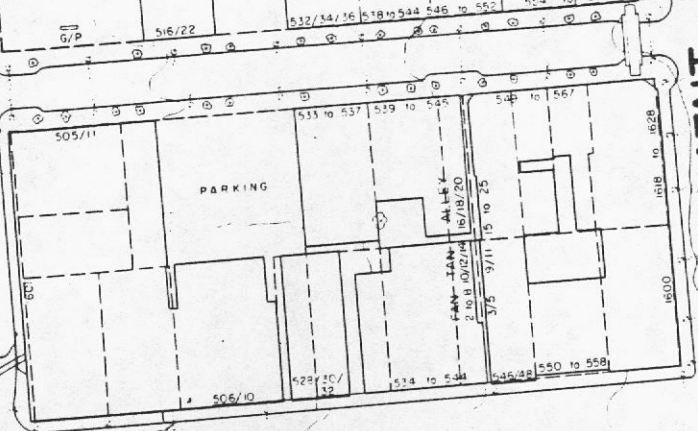 532/34/36 538 to 544 546 to 552
G/P 516/22
533 to 537 539 to 545 549 to 567
505/11
PARKING
1618 to 1628
FAN TAN ALLEY
2 to 8 10/12/14 16/18/20
3/5 9/11 15 to 25
601
1600
528/30/
32
506/10
534 to 544 546/48 550 to 558